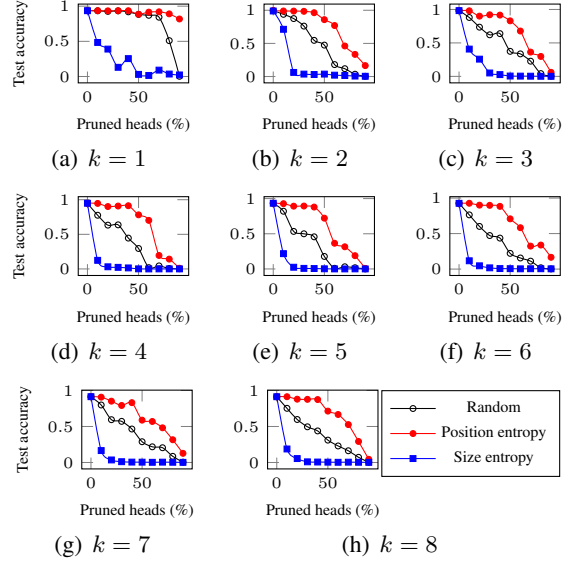 Test accuracy
1
0.5
0
0
50
Pruned heads (%)
(a) k = 1
1
0.5
0
0
50
Pruned heads (%)
(b) k = 2
1
0.5
0
0
50
Pruned heads (%)
(c) k = 3
Test accuracy
1
0.5
0
0
50
Pruned heads (%)
(d) k = 4
1
0.5
0
0
50
Pruned heads (%)
(e) k = 5
1
0.5
0
0
50
Pruned heads (%)
(f) k = 6
Test accuracy
1
0.5
0
0
50
Pruned heads (%)
(g) k = 7
1
0.5
0
0
50
Pruned heads (%)
(h) k = 8
Random
Position entropy
Size entropy